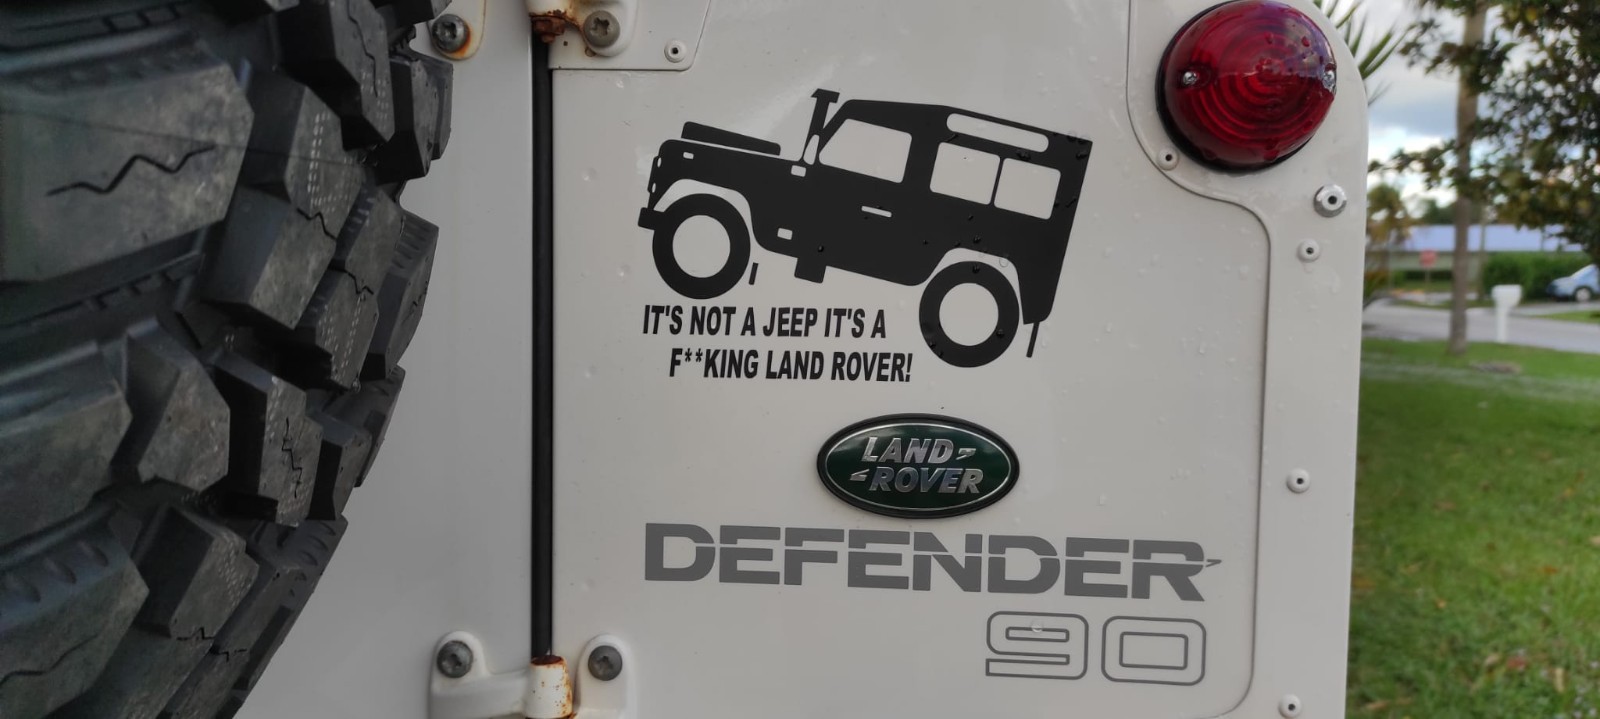 IT'S NOT A JEEP IT'S A
F**KING LAND ROVER!
LAND
ROVER
DEFENDER
90